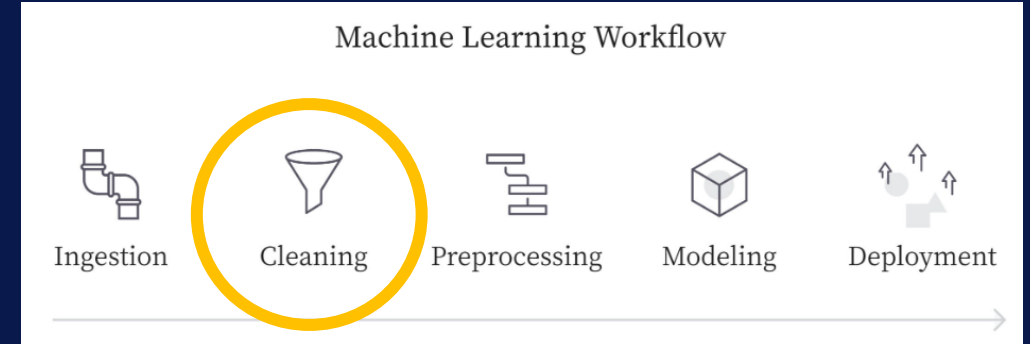 Machine Learning Workflow
Ingestion
Cleaning
Preprocessing
Modeling
Deployment